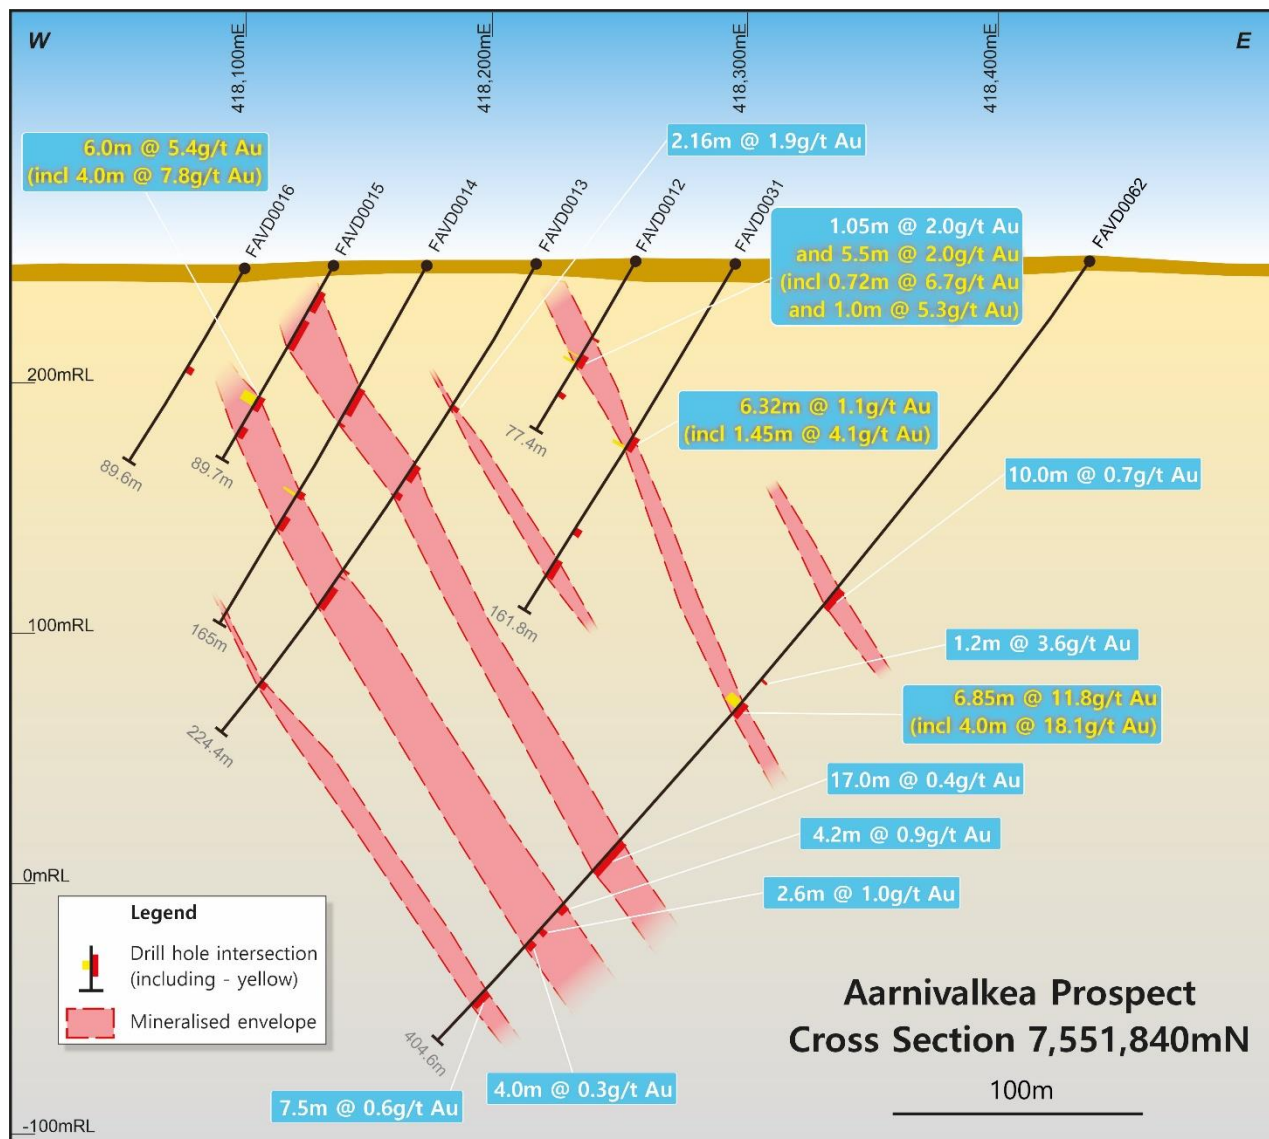 W
418,100mE
418,200mE
418,300mE
418,400mE
E
6.0m @ 5.4g/t Au
(incl 4.0m @ 7.8g/t Au)
2.16m @ 1.9g/t Au
FAVD0016
FAVD0015
FAVD0014
FAVD0013
FAVD0012
FAVD0031
FAVD0062
1.05m @ 2.0g/t Au
and 5.5m @ 2.0g/t Au
(incl 0.72m @ 6.7g/t Au
and 1.0m @ 5.3g/t Au)
200mRL
6.32m @ 1.1g/t Au
(incl 1.45m @ 4.1g/t Au)
77.4m
89.6m
89.7m
10.0m @ 0.7g/t Au
100mRL
165m
161.8m
1.2m @ 3.6g/t Au
6.85m @ 11.8g/t Au
(incl 4.0m @ 18.1g/t Au)
224.4m
17.0m @ 0.4g/t Au
4.2m @ 0.9g/t Au
0mRL
2.6m @ 1.0g/t Au
Legend
Drill hole intersection
(including - yellow)
Mineralised envelope
Aarnivalkea Prospect
Cross Section 7,551,840mN
404.6m
4.0m @ 0.3g/t Au
7.5m @ 0.6g/t Au
100m
-100mRL